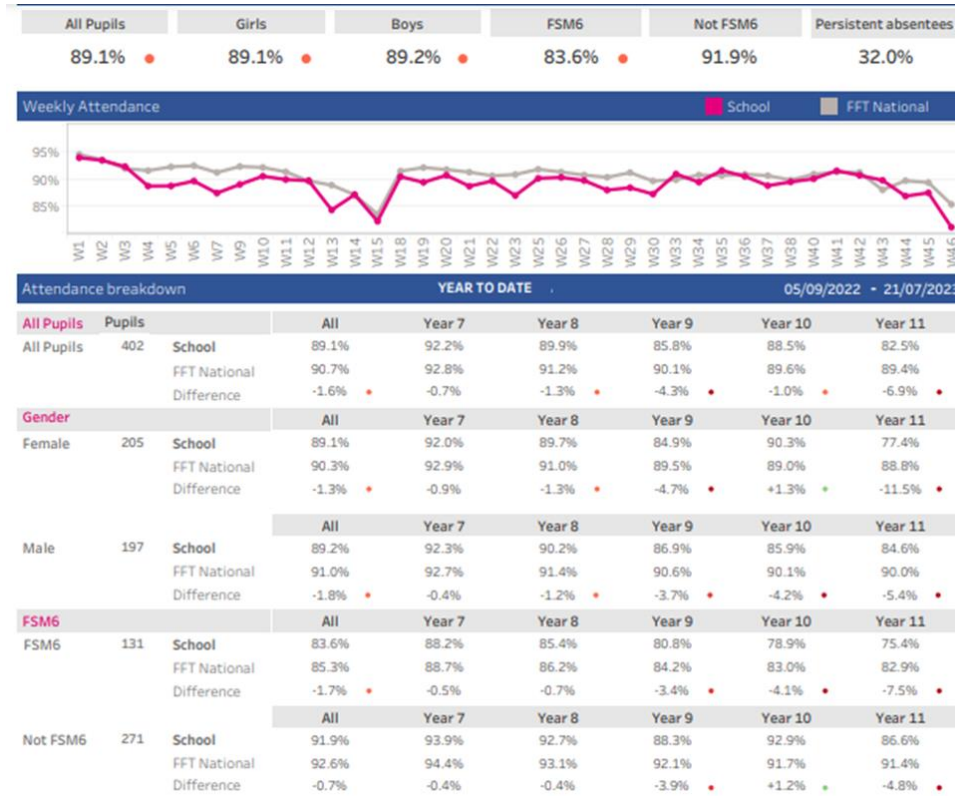 All Pupils Girls Boys FSM6 Not FSM6 Persistent absentees
89.1% 89.1% 89.2% 83.6% 91.9% 32.0%
Weekly Attendance School FFT National
95%
90%
85%
W1 W2 W3 W4 W5 W6 W7 W9 W10 W11 W12 W13 W14 W15 W18 W19 W20 W21 W22 W23 W25 W26 W27 W28 W29 W30 W33 W34 W35 W36 W37 W38 W40 W41 W42 W43 W44 W45 W46
Attendance breakdown YEAR TO DATE 05/09/2022 - 21/07/2023
All Pupils Pupils All Year 7 Year 8 Year 9 Year 10 Year 11
All Pupils 402 School 89.1% 92.2% 89.9% 85.8% 88.5% 82.5%
FFT National 90.7% 92.8% 91.2% 90.1% 89.6% 89.4%
Difference -1.6% -0.7% -1.3% -4.3% -1.0% -6.9%
Gender All Year 7 Year 8 Year 9 Year 10 Year 11
Female 205 School 89.1% 92.0% 89.7% 84.9% 90.3% 77.4%
FFT National 90.3% 92.9% 91.0% 89.5% 89.0% 88.8%
Difference -1.3% -0.9% -1.3% -4.7% +1.3% -11.5%
All Year 7 Year 8 Year 9 Year 10 Year 11
Male 197 School 89.2% 92.3% 90.2% 86.9% 85.9% 84.6%
FFT National 91.0% 92.7% 91.4% 90.6% 90.1% 90.0%
Difference -1.8% -0.4% -1.2% -3.7% -4.2% -5.4%
FSM6 All Year 7 Year 8 Year 9 Year 10 Year 11
FSM6 131 School 83.6% 88.2% 85.4% 80.8% 78.9% 75.4%
FFT National 85.3% 88.7% 86.2% 84.2% 83.0% 82.9%
Difference -1.7% -0.5% -0.7% -3.4% -4.1% -7.5%
All Year 7 Year 8 Year 9 Year 10 Year 11
Not FSM6 271 School 91.9% 93.9% 92.7% 88.3% 92.9% 86.6%
FFT National 92.6% 94.4% 93.1% 92.1% 91.7% 91.4%
Difference -0.7% -0.4% -0.4% -3.9% +1.2% -4.8%